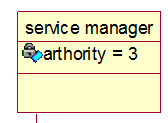 service manager
arthority = 3